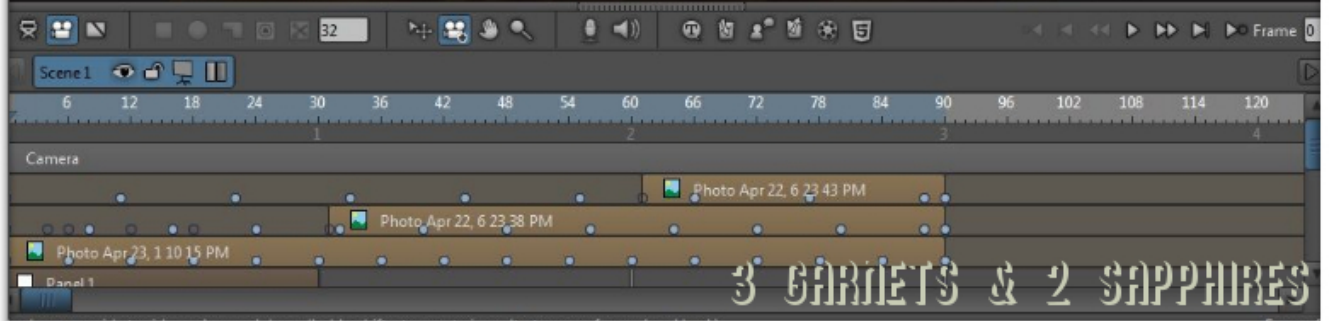 32 Frame 0
Scene 1
6 12 18 24 30 36 42 48 54 60 66 72 78 84 90 96 102 108 114 120
1 2 3 4
Camera
Photo Apr 22, 6 23 43 PM
Photo Apr 22, 6 23 38 PM
Photo Apr 23, 1 10 15 PM
Panel 1
3 GARNETS & 2 SAPPHIRES